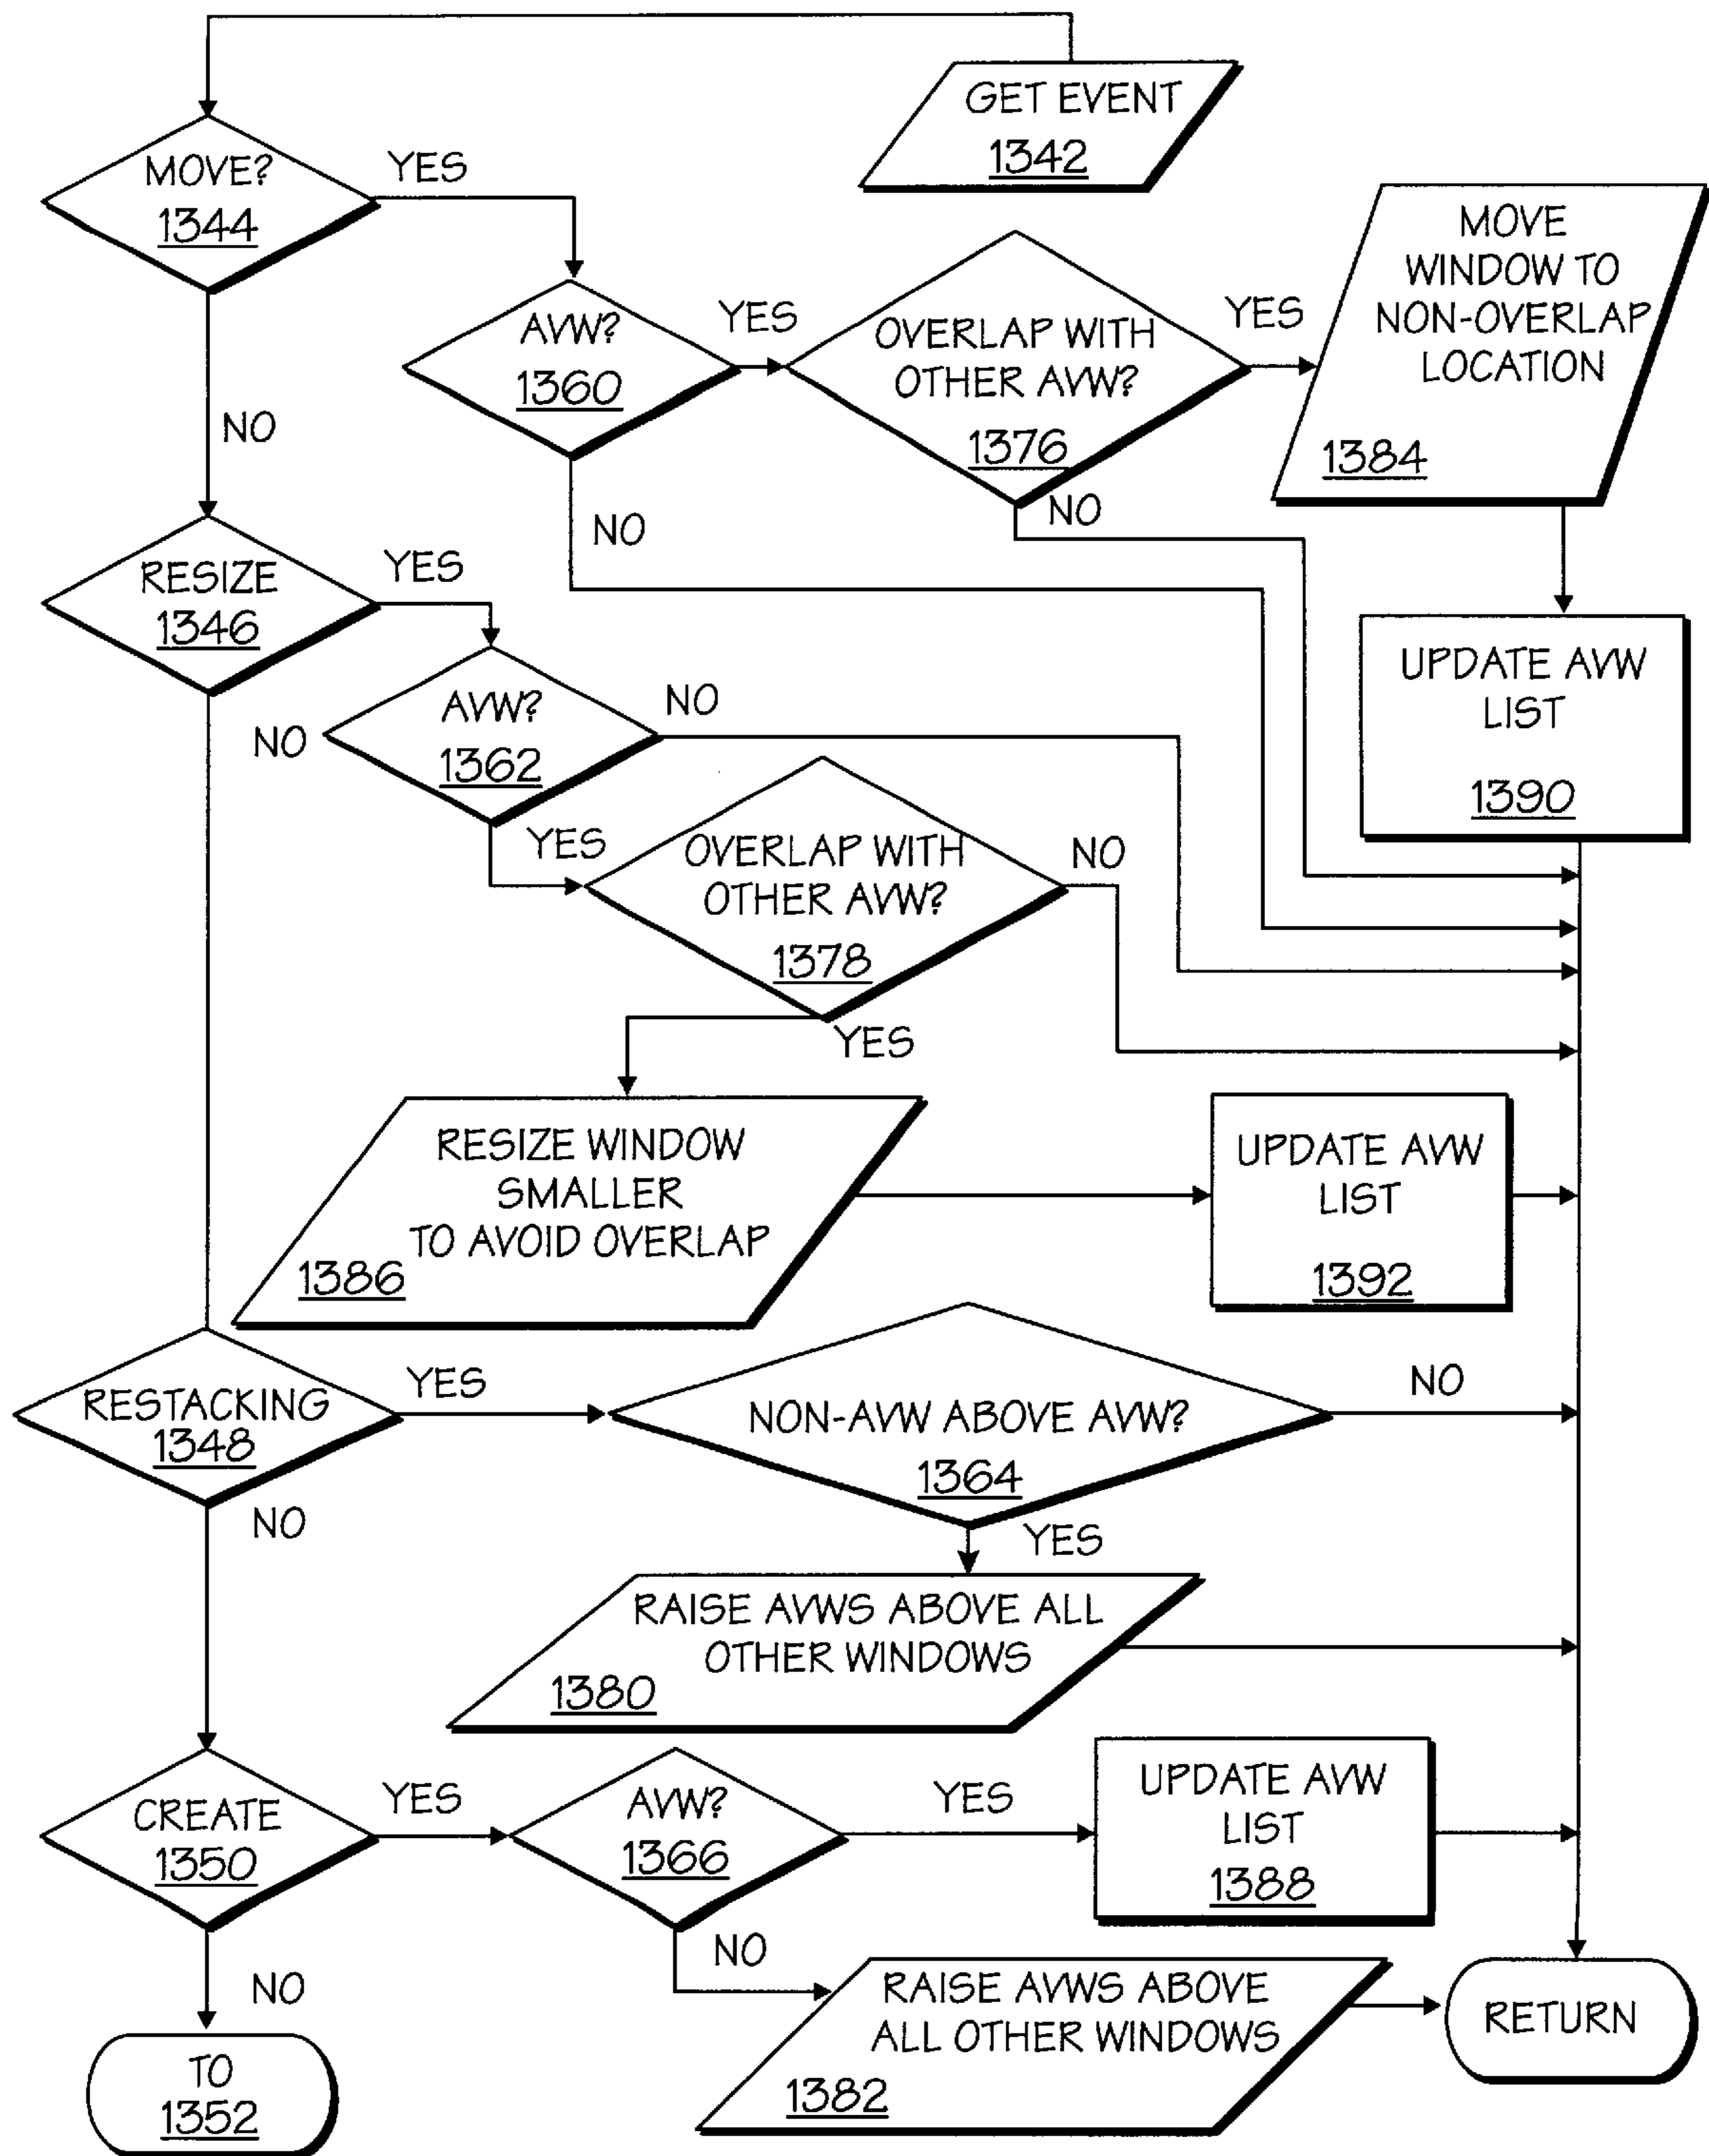 GET EVENT
1342
MOVE?
1344
YES
NO
AVW?
1360
YES
NO
OVERLAP WITH
OTHER AVW?
1376
YES
NO
MOVE
WINDOW TO
NON-OVERLAP
LOCATION
1384
UPDATE AVW
LIST
1390
RESIZE
1346
YES
NO
AVW?
1362
NO
YES
OVERLAP WITH
OTHER AVW?
1378
NO
YES
RESIZE WINDOW
SMALLER
TO AVOID OVERLAP
1386
UPDATE AVW
LIST
1392
RESTACKING
1348
YES
NO
NON-AVW ABOVE AVW?
1364
NO
YES
RAISE AVWS ABOVE ALL
OTHER WINDOWS
1380
CREATE
1350
YES
NO
AVW?
1366
YES
NO
UPDATE AVW
LIST
1388
RAISE AVWS ABOVE
ALL OTHER WINDOWS
1382
RETURN
TO
1352